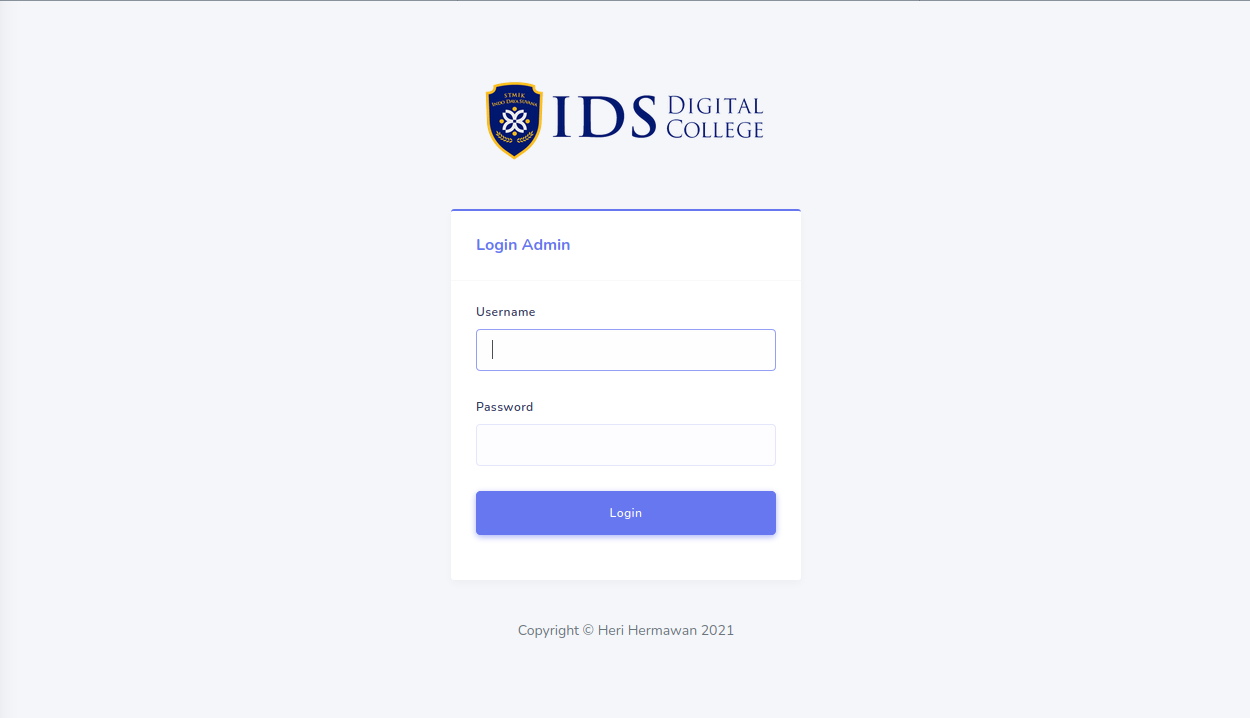 STMIK
INDO DAYA SUVANA
IDS DIGITAL
COLLEGE
Login Admin
Username
Password
Login
Copyright © Heri Hermawan 2021